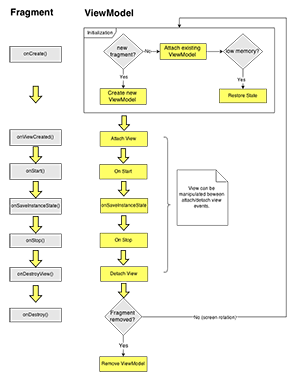 Fragment
ViewModel
Initialization
new
fragment?
No
Attach existing
ViewModel
low memory?
onCreate()
Yes
Yes
Create new
ViewModel
Restore State
onViewCreated()
Attach View
onStart()
On Start
View can be
manipulated beween
attach/detach view
events.
onSaveInstanceState()
onSaveInstanceState
onStop()
On Stop
onDestroyView()
Detach View
onDestroy()
Fragment
removed?
No (screen rotation)
Yes
Remove ViewModel